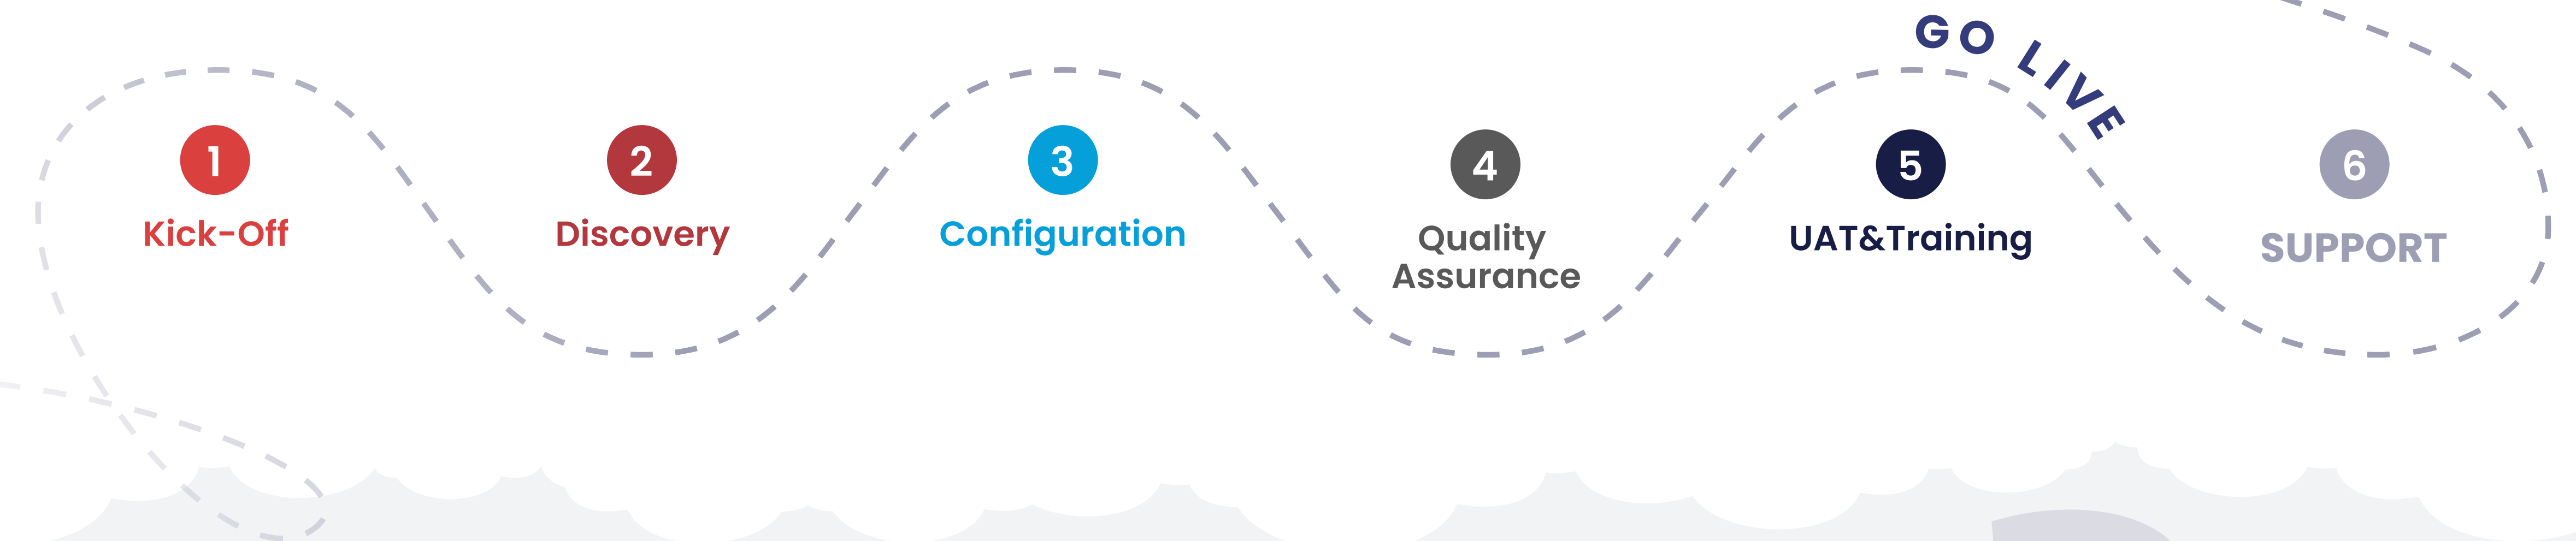 1
Kick-Off
2
Discovery
3
Configuration
4
Quality
Assurance
5
UAT&Training
GO LIVE
6
SUPPORT